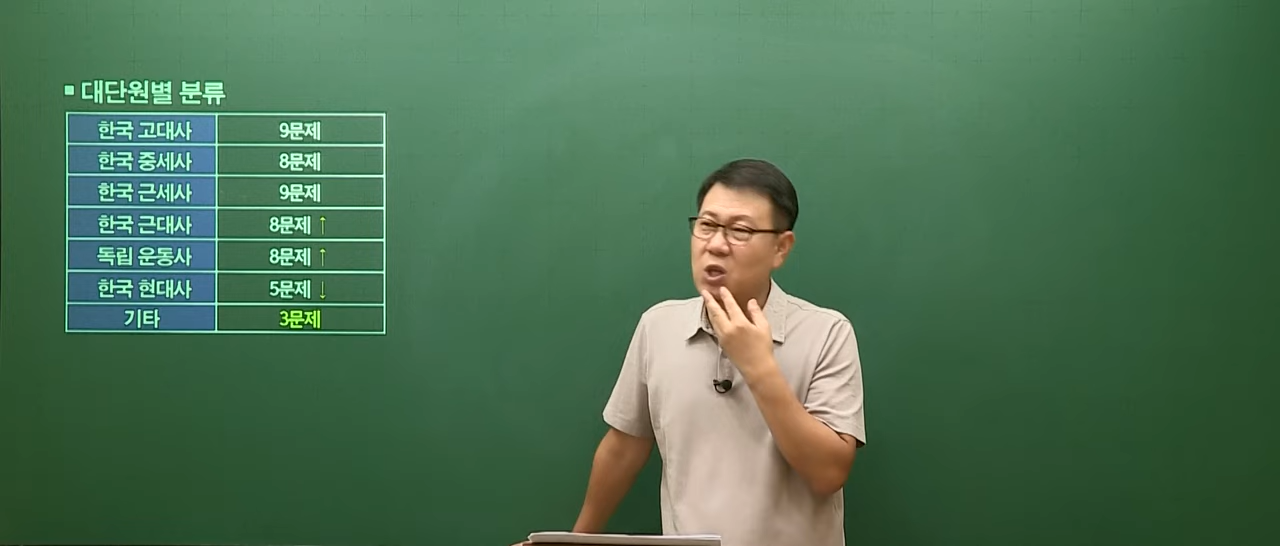 ▪ 대단원별 분류
한국 고대사 9문제
한국 중세사 8문제
한국 근세사 9문제
한국 근대사 8문제 ↑
독립 운동사 8문제 ↑
한국 현대사 5문제 ↓
기타 3문제